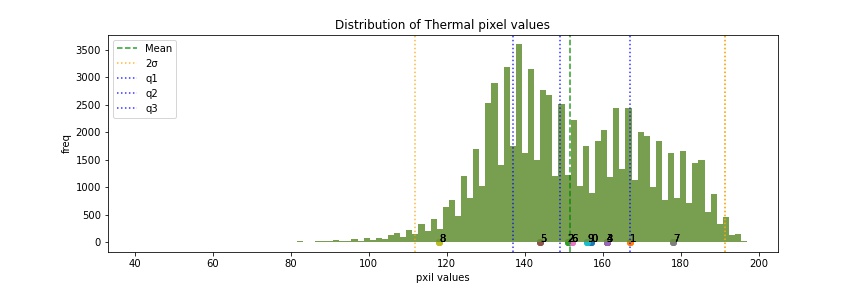 Distribution of Thermal pixel values
Mean
2σ
q1
q2
q3
freq
3500
3000
2500
2000
1500
1000
500
0
8 5 2 6 9 0 4 1 7
40 60 80 100 120 140 160 180 200
pxil values